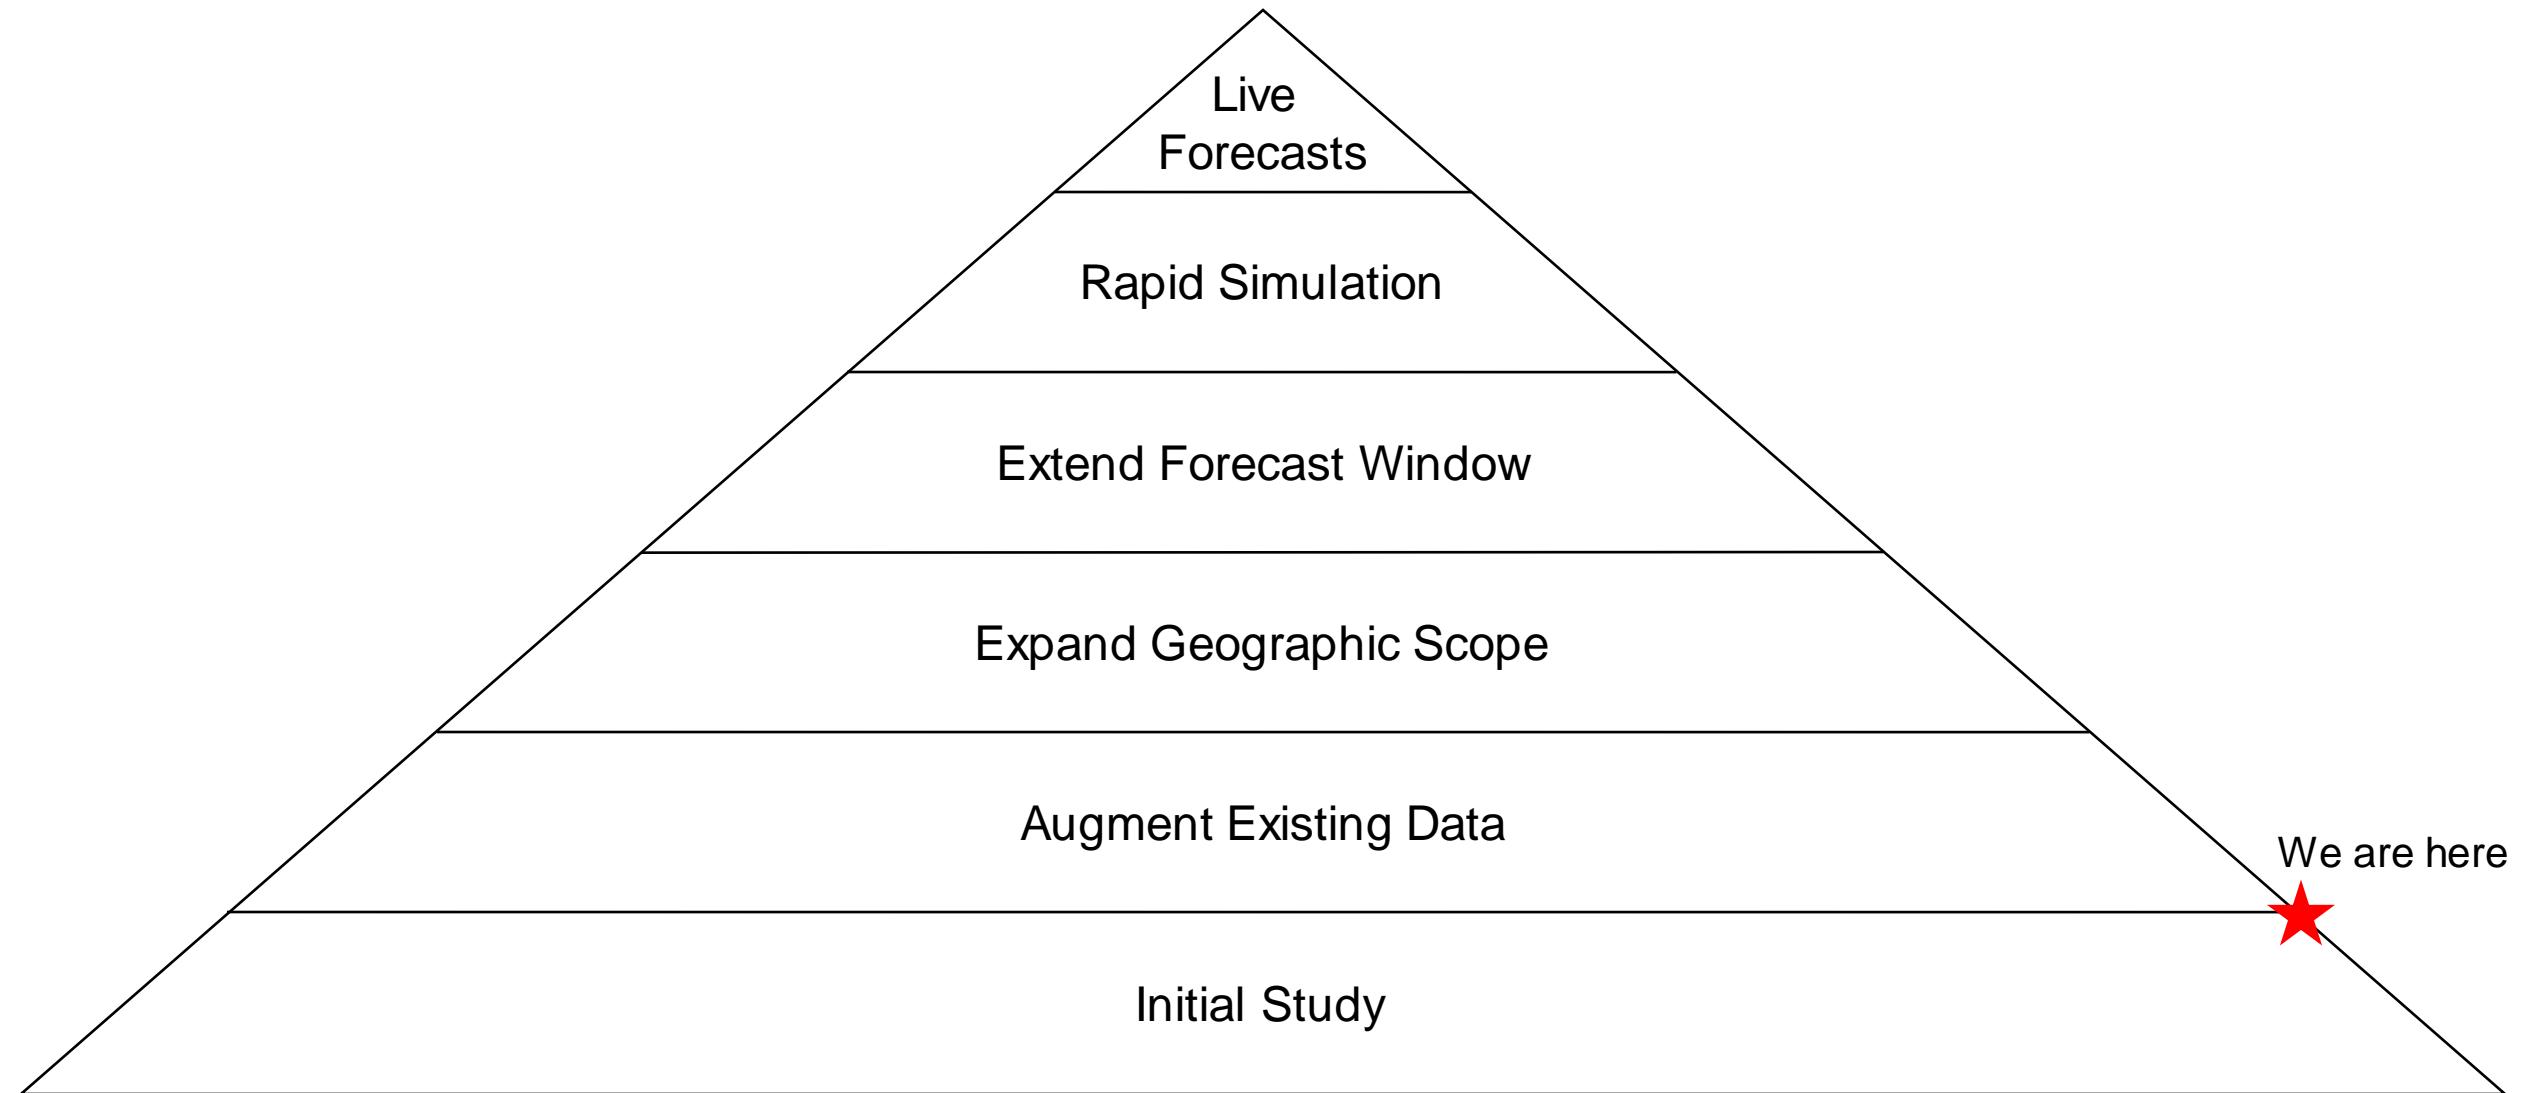 Live
Forecasts
Rapid Simulation
Extend Forecast Window
Expand Geographic Scope
Augment Existing Data
We are here
Initial Study